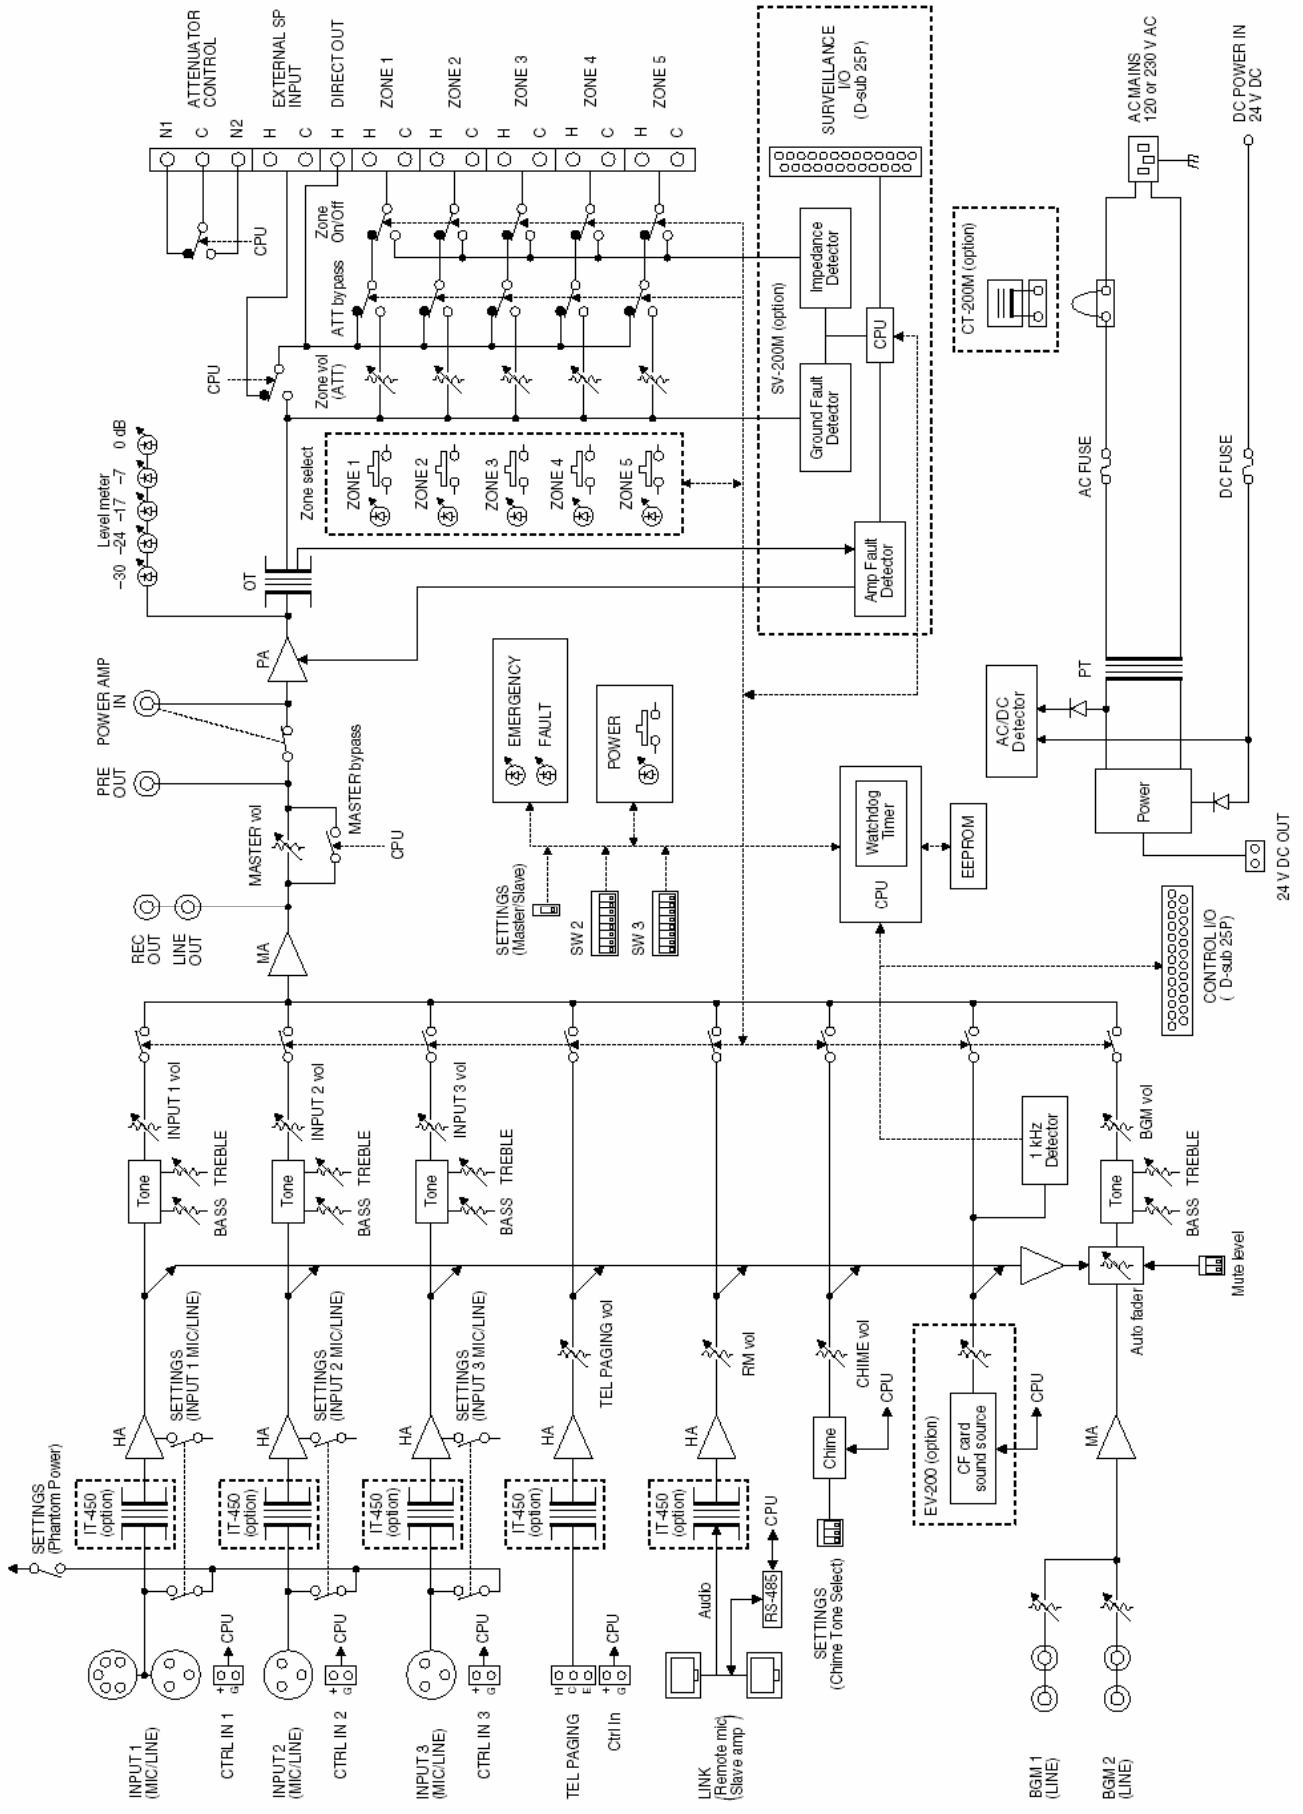 INPUT 1
(MIC/LINE)
CTRL IN 1
+
G
CPU
INPUT 2
(MIC/LINE)
CTRL IN 2
+
G
CPU
INPUT 3
(MIC/LINE)
CTRL IN 3
+
G
CPU
TEL PAGING
H
C
E
Ctrl In
+
G
CPU
LINK
(Remote mic/
Slave amp)
Audio
RS-485
CPU
SETTINGS
(Chime Tone Select)
BGM 1
(LINE)
BGM 2
(LINE)
SETTINGS
(Phantom Power)
IT-450
(option)
IT-450
(option)
IT-450
(option)
IT-450
(option)
IT-450
(option)
HA
SETTINGS
(INPUT 1 MIC/LINE)
HA
SETTINGS
(INPUT 2 MIC/LINE)
HA
SETTINGS
(INPUT 3 MIC/LINE)
HA
TEL PAGING vol
HA
RM vol
Chime
CHIME vol
CPU
EV-200 (option)
CF card
sound source
CPU
MA
Auto fader
Mute level
Tone
BASS
TREBLE
INPUT 1 vol
Tone
BASS
TREBLE
INPUT 2 vol
Tone
BASS
TREBLE
INPUT 3 vol
1 kHz
Detector
Tone
BASS
TREBLE
BGM vol
MA
REC
OUT
LINE
OUT
MASTER vol
MASTER bypass
CPU
PRE
OUT
POWER AMP
IN
PA
OT
Level meter
-30
-24
-17
-7
0 dB
SETTINGS
(Master/Slave)
SW 2
SW 3
EMERGENCY
FAULT
POWER
CPU
Watchdog
Timer
EEPROM
CONTROL I/O
( D-sub 25P)
24 V DC OUT
Power
AC/DC
Detector
PT
Zone select
ZONE 1
ZONE 2
ZONE 3
ZONE 4
ZONE 5
Zone vol
(ATT)
ATT bypass
Zone
On/Off
CPU
CPU
N1
C
N2
H
C
H
H
C
H
C
H
C
H
C
H
C
ATTENUATOR
CONTROL
EXTERNAL SP
INPUT
DIRECT OUT
ZONE 1
ZONE 2
ZONE 3
ZONE 4
ZONE 5
SV-200M (option)
Amp Fault
Detector
Ground Fault
Detector
CPU
Impedance
Detector
SURVEILLANCE
I/O
(D-sub 25P)
CT-200M (option)
AC FUSE
DC FUSE
AC MAINS
120 or 230 V AC
DC POWER IN
24 V DC